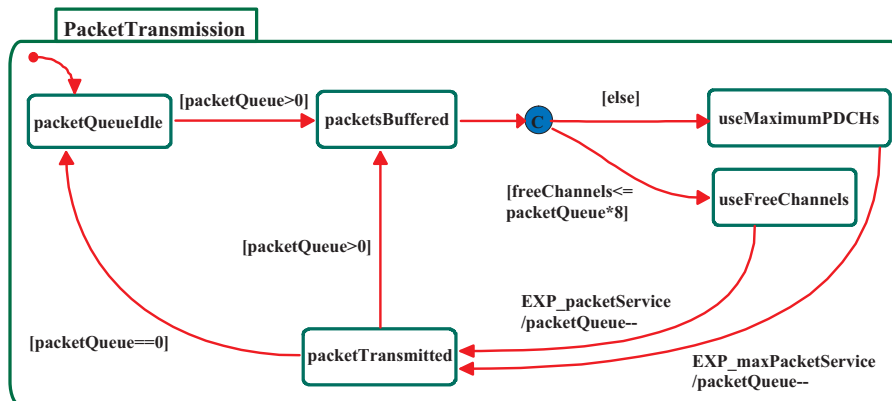 PacketTransmission
[packetQueue>0]
[else]
packetQueueIdle
packetsBuffered
C
useMaximumPDCHs
[freeChannels<=
packetQueue*8]
useFreeChannels
[packetQueue>0]
EXP_packetService
/packetQueue--
[packetQueue==0]
packetTransmitted
EXP_maxPacketService
/packetQueue--